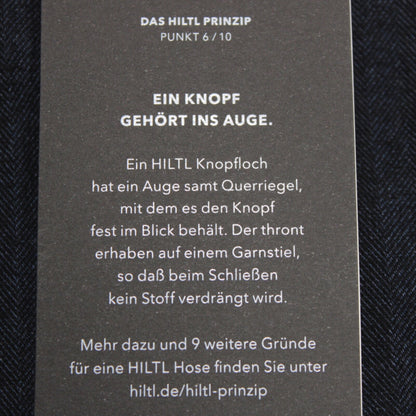 DAS HILTL PRINZIP
PUNKT 6 / 10
EIN KNOPF
GEHÖRT INS AUGE.
Ein HILTL Knopfloch
hat ein Auge samt Querriegel,
mit dem es den Knopf
fest im Blick behält. Der thront
erhaben auf einem Garnstiel,
so daß beim Schließen
kein Stoff verdrängt wird.
Mehr dazu und 9 weitere Gründe
für eine HILTL Hose finden Sie unter
hiltl.de/hiltl-prinzip